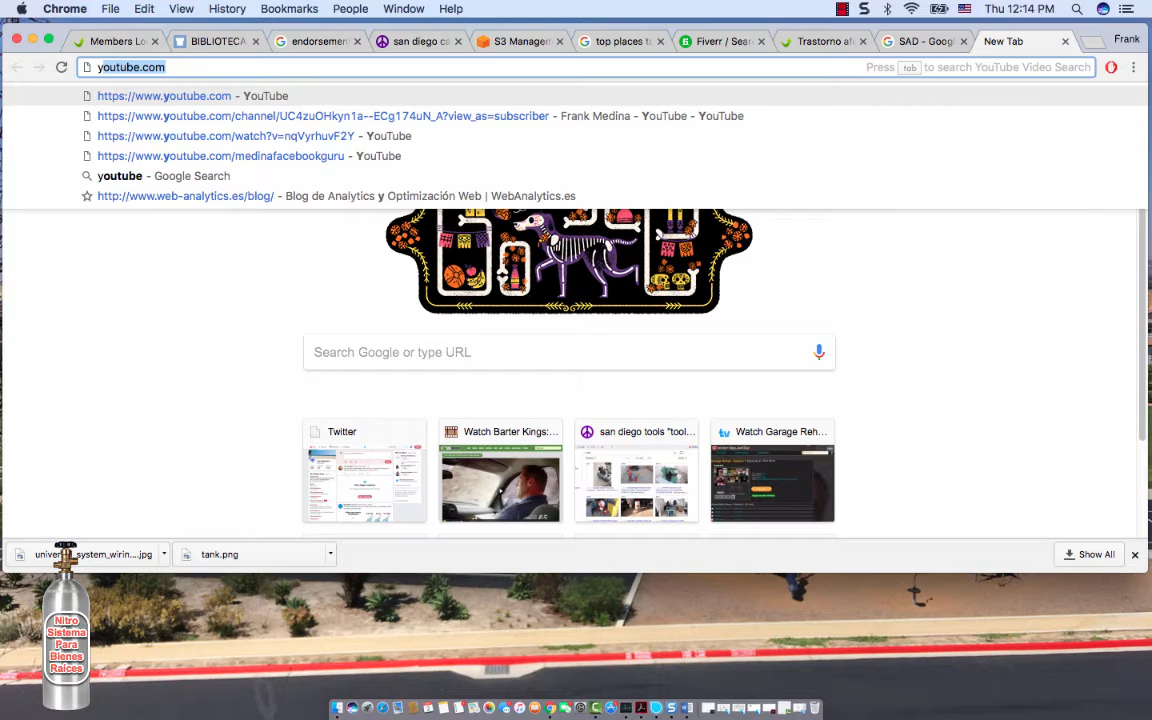 Chrome File Edit View History Bookmarks People Window Help Thu 12:14 PM
Members Lo BIBLIOTECA endorsement san diego ca S3 Managem top places to Fiverr / Sear Trastorno afe SAD - Googl New Tab Frank
youtube.com Press tab to search YouTube Video Search
https://www.youtube.com - YouTube
https://www.youtube.com/channel/UC4zuOHkyn1a--ECg174uN_A?view_as=subscriber - Frank Medina - YouTube - YouTube
https://www.youtube.com/watch?v=nqVyrhuvF2Y - YouTube
https://www.youtube.com/medinafacebookguru - YouTube
youtube - Google Search
http://www.web-analytics.es/blog/ - Blog de Analytics y Optimización Web | WebAnalytics.es
Search Google or type URL
Twitter Watch Barter Kings:... san diego tools "tool... Watch Garage Reh...
system_wirin....jpg tank.png Show All
Nitro
Sistema
Para
Bienes
Raíces